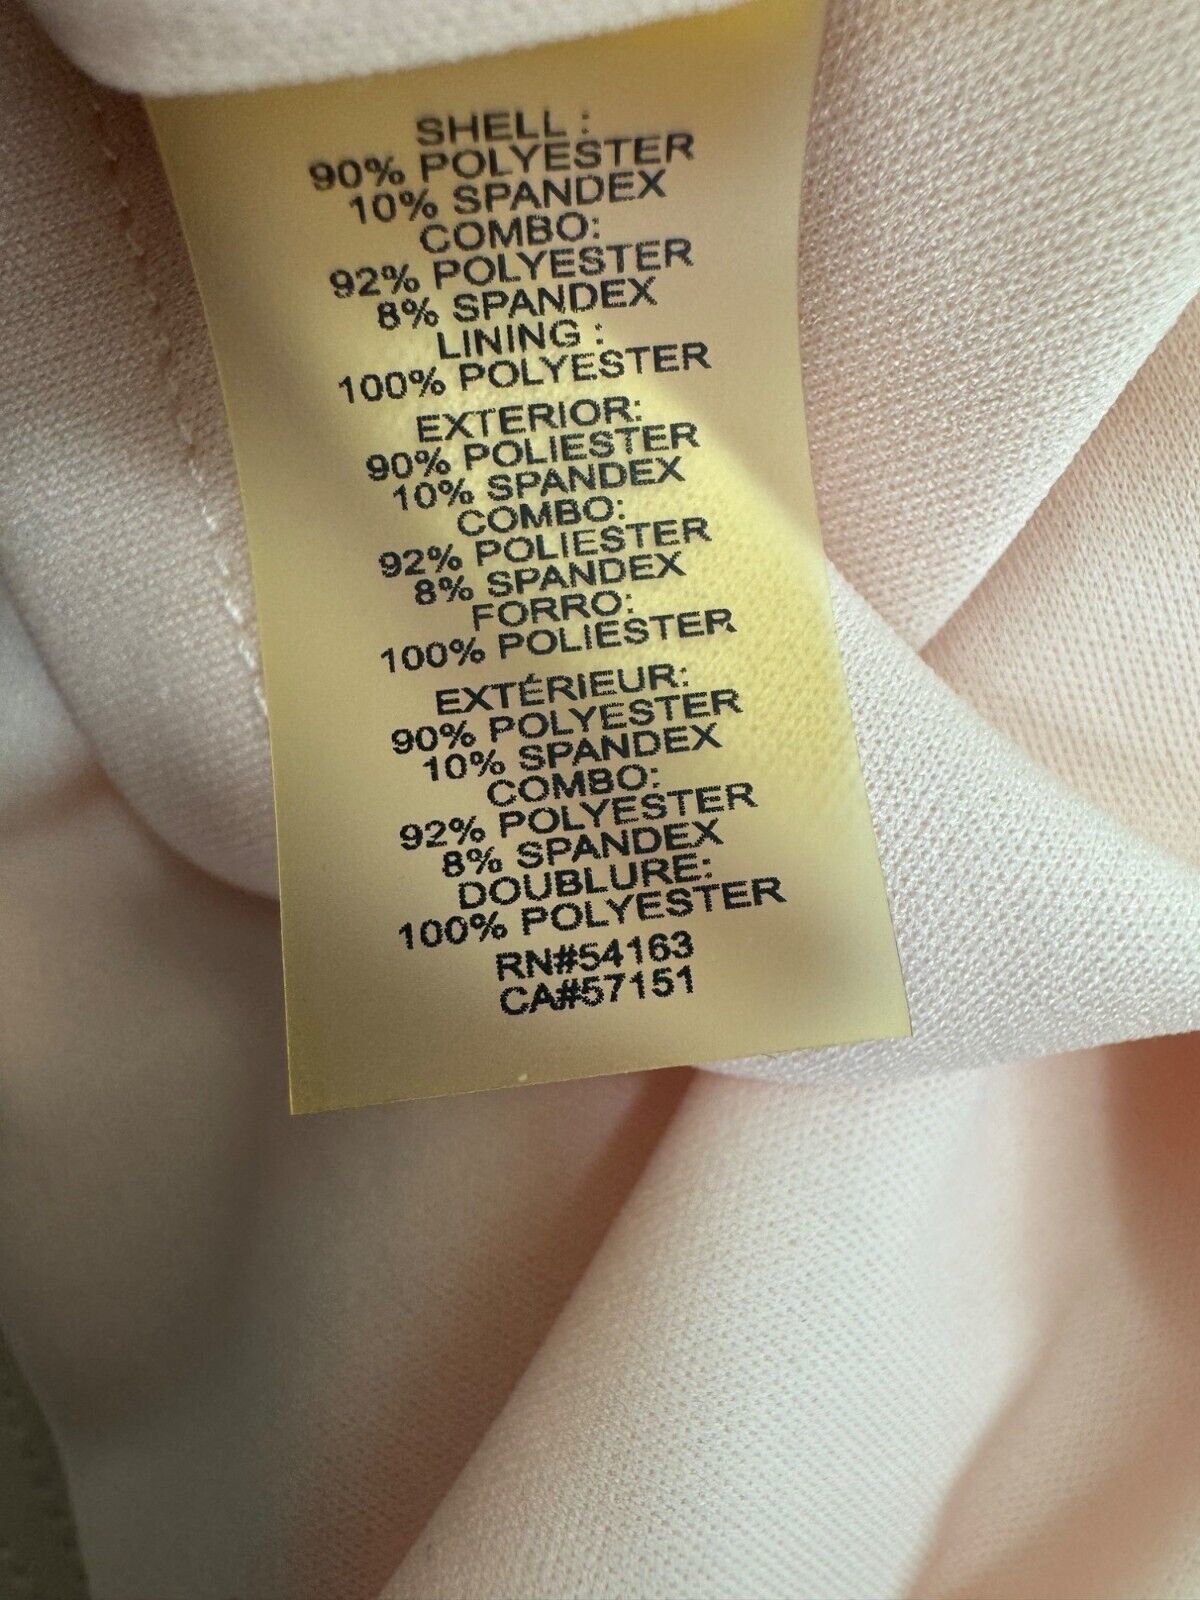 SHELL :
90% POLYESTER
10% SPANDEX
COMBO:
92% POLYESTER
8% SPANDEX
LINING :
100% POLYESTER
EXTERIOR:
90% POLIESTER
10% SPANDEX
COMBO:
92% POLIESTER
8% SPANDEX
FORRO:
100% POLIESTER
EXTÉRIEUR:
90% POLYESTER
10% SPANDEX
COMBO:
92% POLYESTER
8% SPANDEX
DOUBLURE:
100% POLYESTER
RN#54163
CA#57151